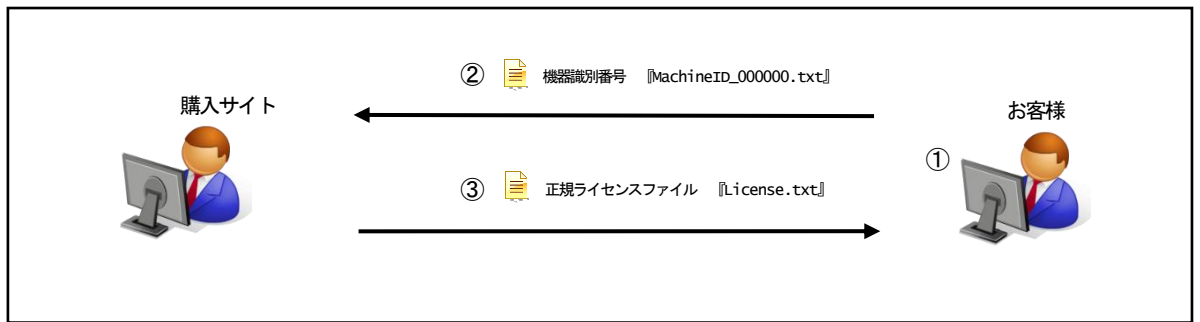 ② 機器識別番号 『MachineID_000000.txt』
購入サイト
お客様
①
③ 正規ライセンスファイル 『License.txt』